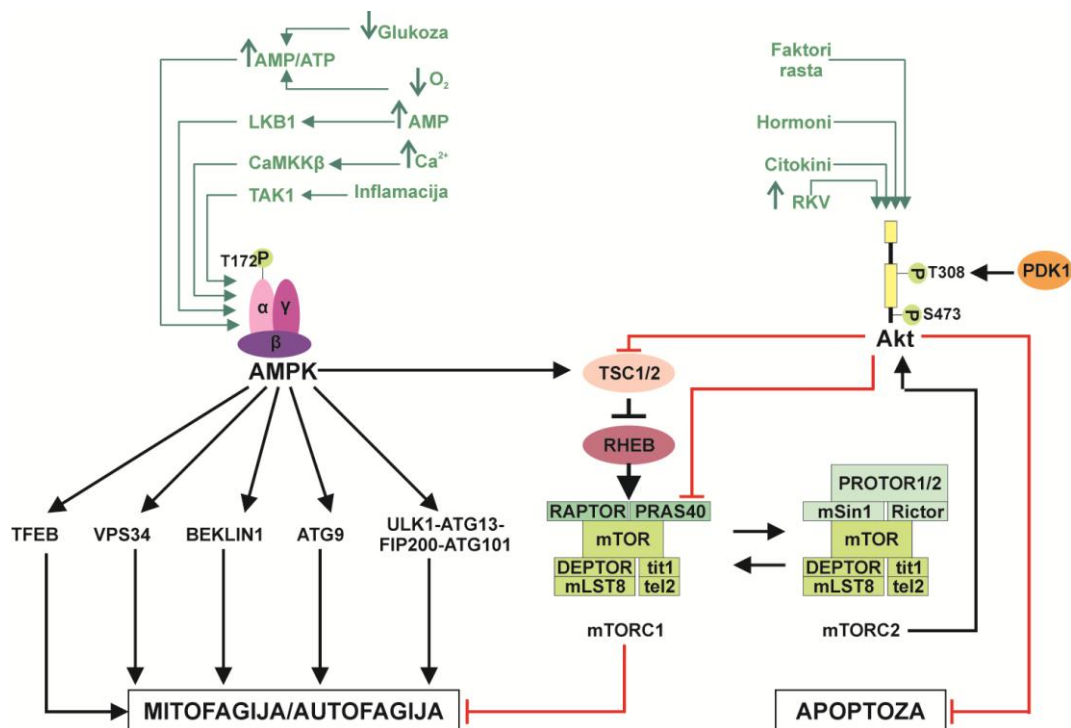 Glukoza
AMP/ATP
O₂
LKB1
AMP
CaMKKβ
Ca²⁺
TAK1
Inflamacija
T172
P
α
γ
β
AMPK
Faktori
rasta
Hormoni
Citokini
RKV
P
T308
PDK1
P
S473
Akt
TSC1/2
RHEB
TFEB
VPS34
BEKLIN1
ATG9
ULK1-ATG13-
FIP200-ATG101
RAPTOR
PRAS40
mTOR
DEPTOR
tit1
mLST8
tel2
mTORC1
PROTOR1/2
mSin1
Rictor
mTOR
DEPTOR
tit1
mLST8
tel2
mTORC2
MITOFAGIJA/AUTOFAGIJA
APOPTOZA